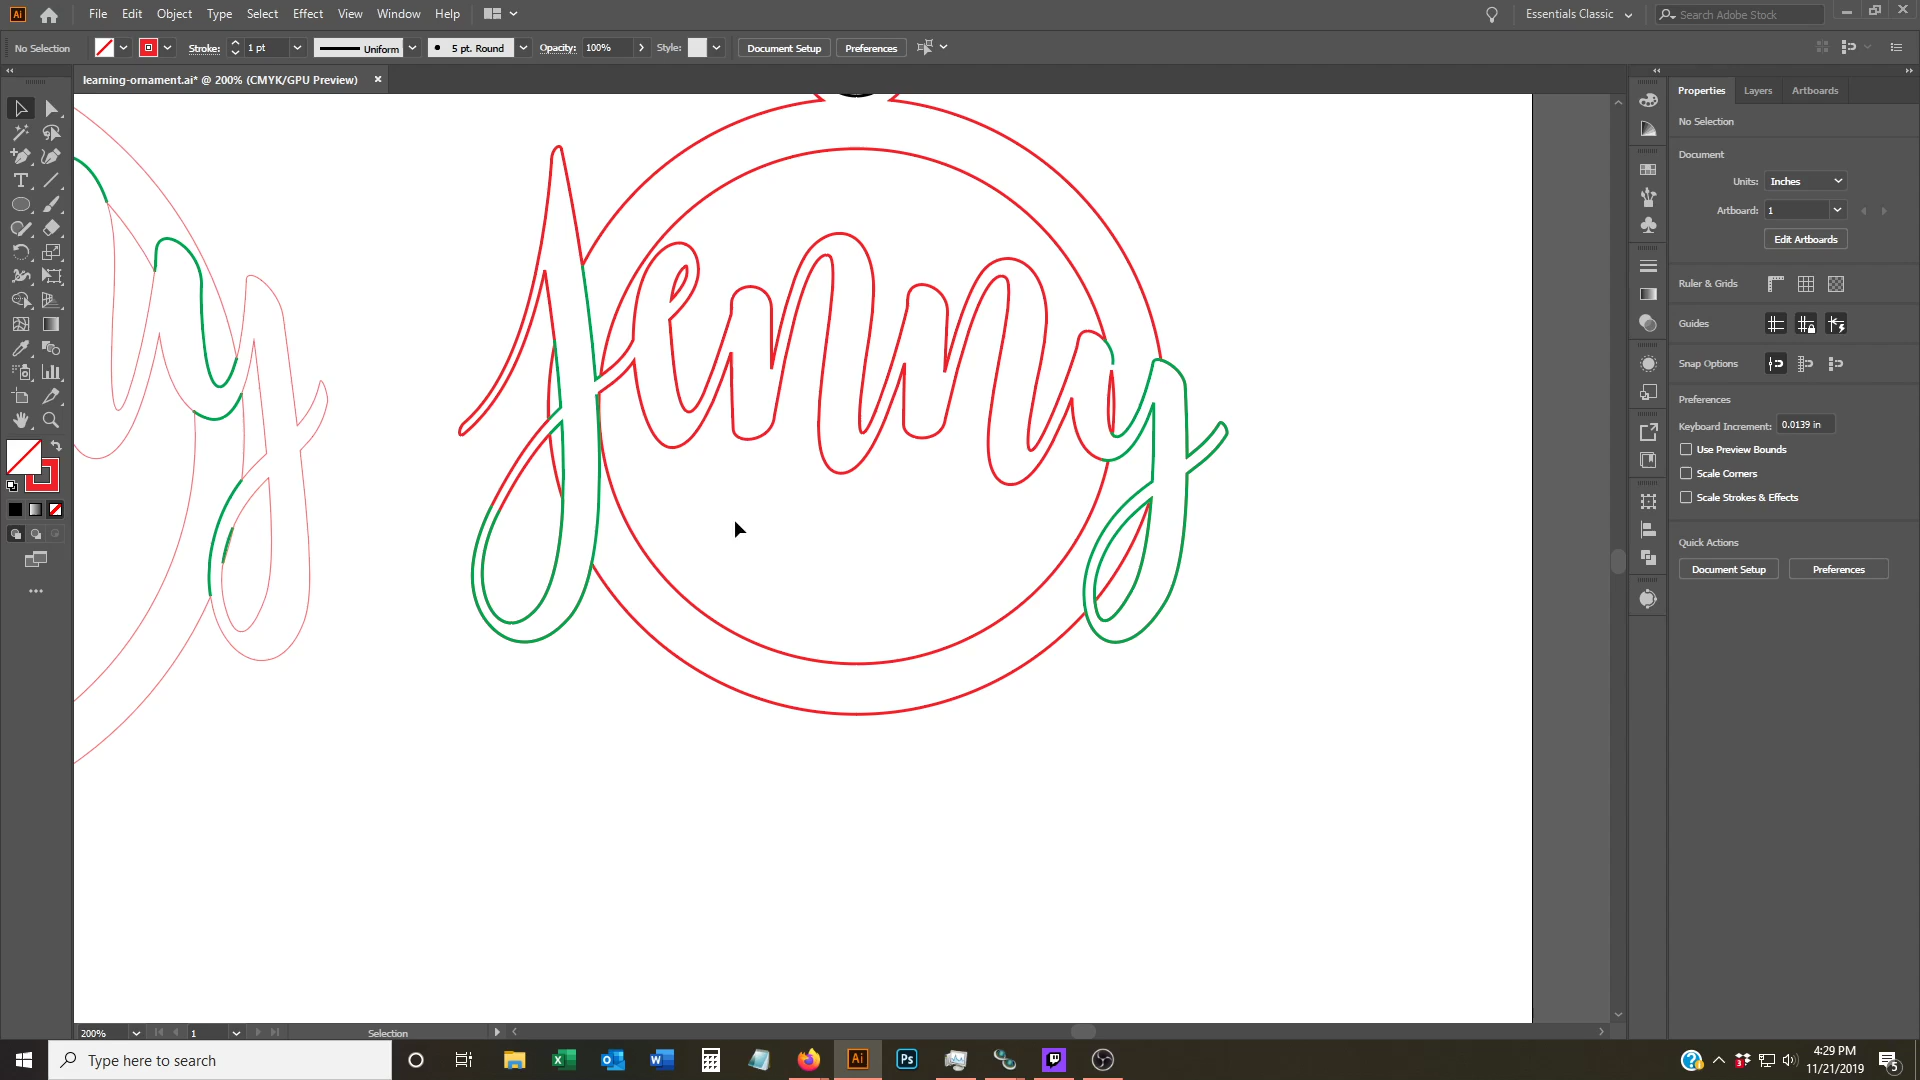 Ai File Edit Object Type Select Effect View Window Help Essentials Classic Search Adobe Stock
No Selection Stroke: 1 pt Uniform 5 pt. Round Opacity: 100% Style: Document Setup Preferences
learning-ornament.ai* @ 200% (CMYK/GPU Preview)
Properties Layers Artboards
No Selection
Document
Units: Inches
Artboard: 1
Edit Artboards
Ruler & Grids
Guides
Snap Options
Preferences
Keyboard Increment: 0.0139 in
Use Preview Bounds
Scale Corners
Scale Strokes & Effects
Quick Actions
Document Setup Preferences
Jenny
y
200% 1 Selection
Type here to search
Ai Ps
4:29 PM
11/21/2019
5